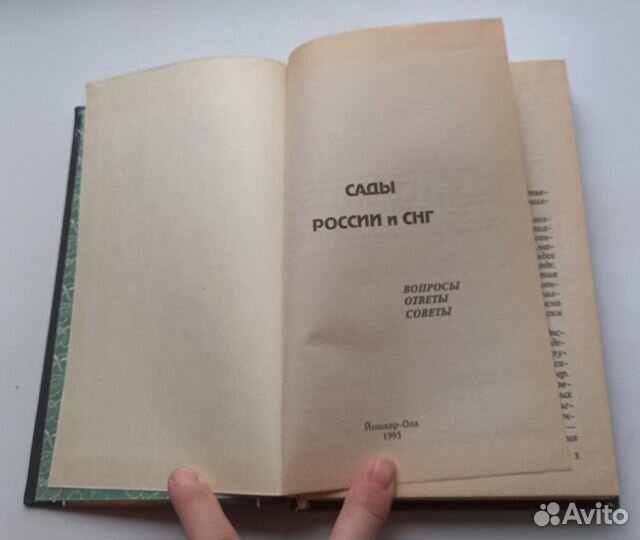 САДЫ
РОССИИ и СНГ
ВОПРОСЫ
ОТВЕТЫ
СОВЕТЫ
Йошкар-Ола
1995
3
Avito